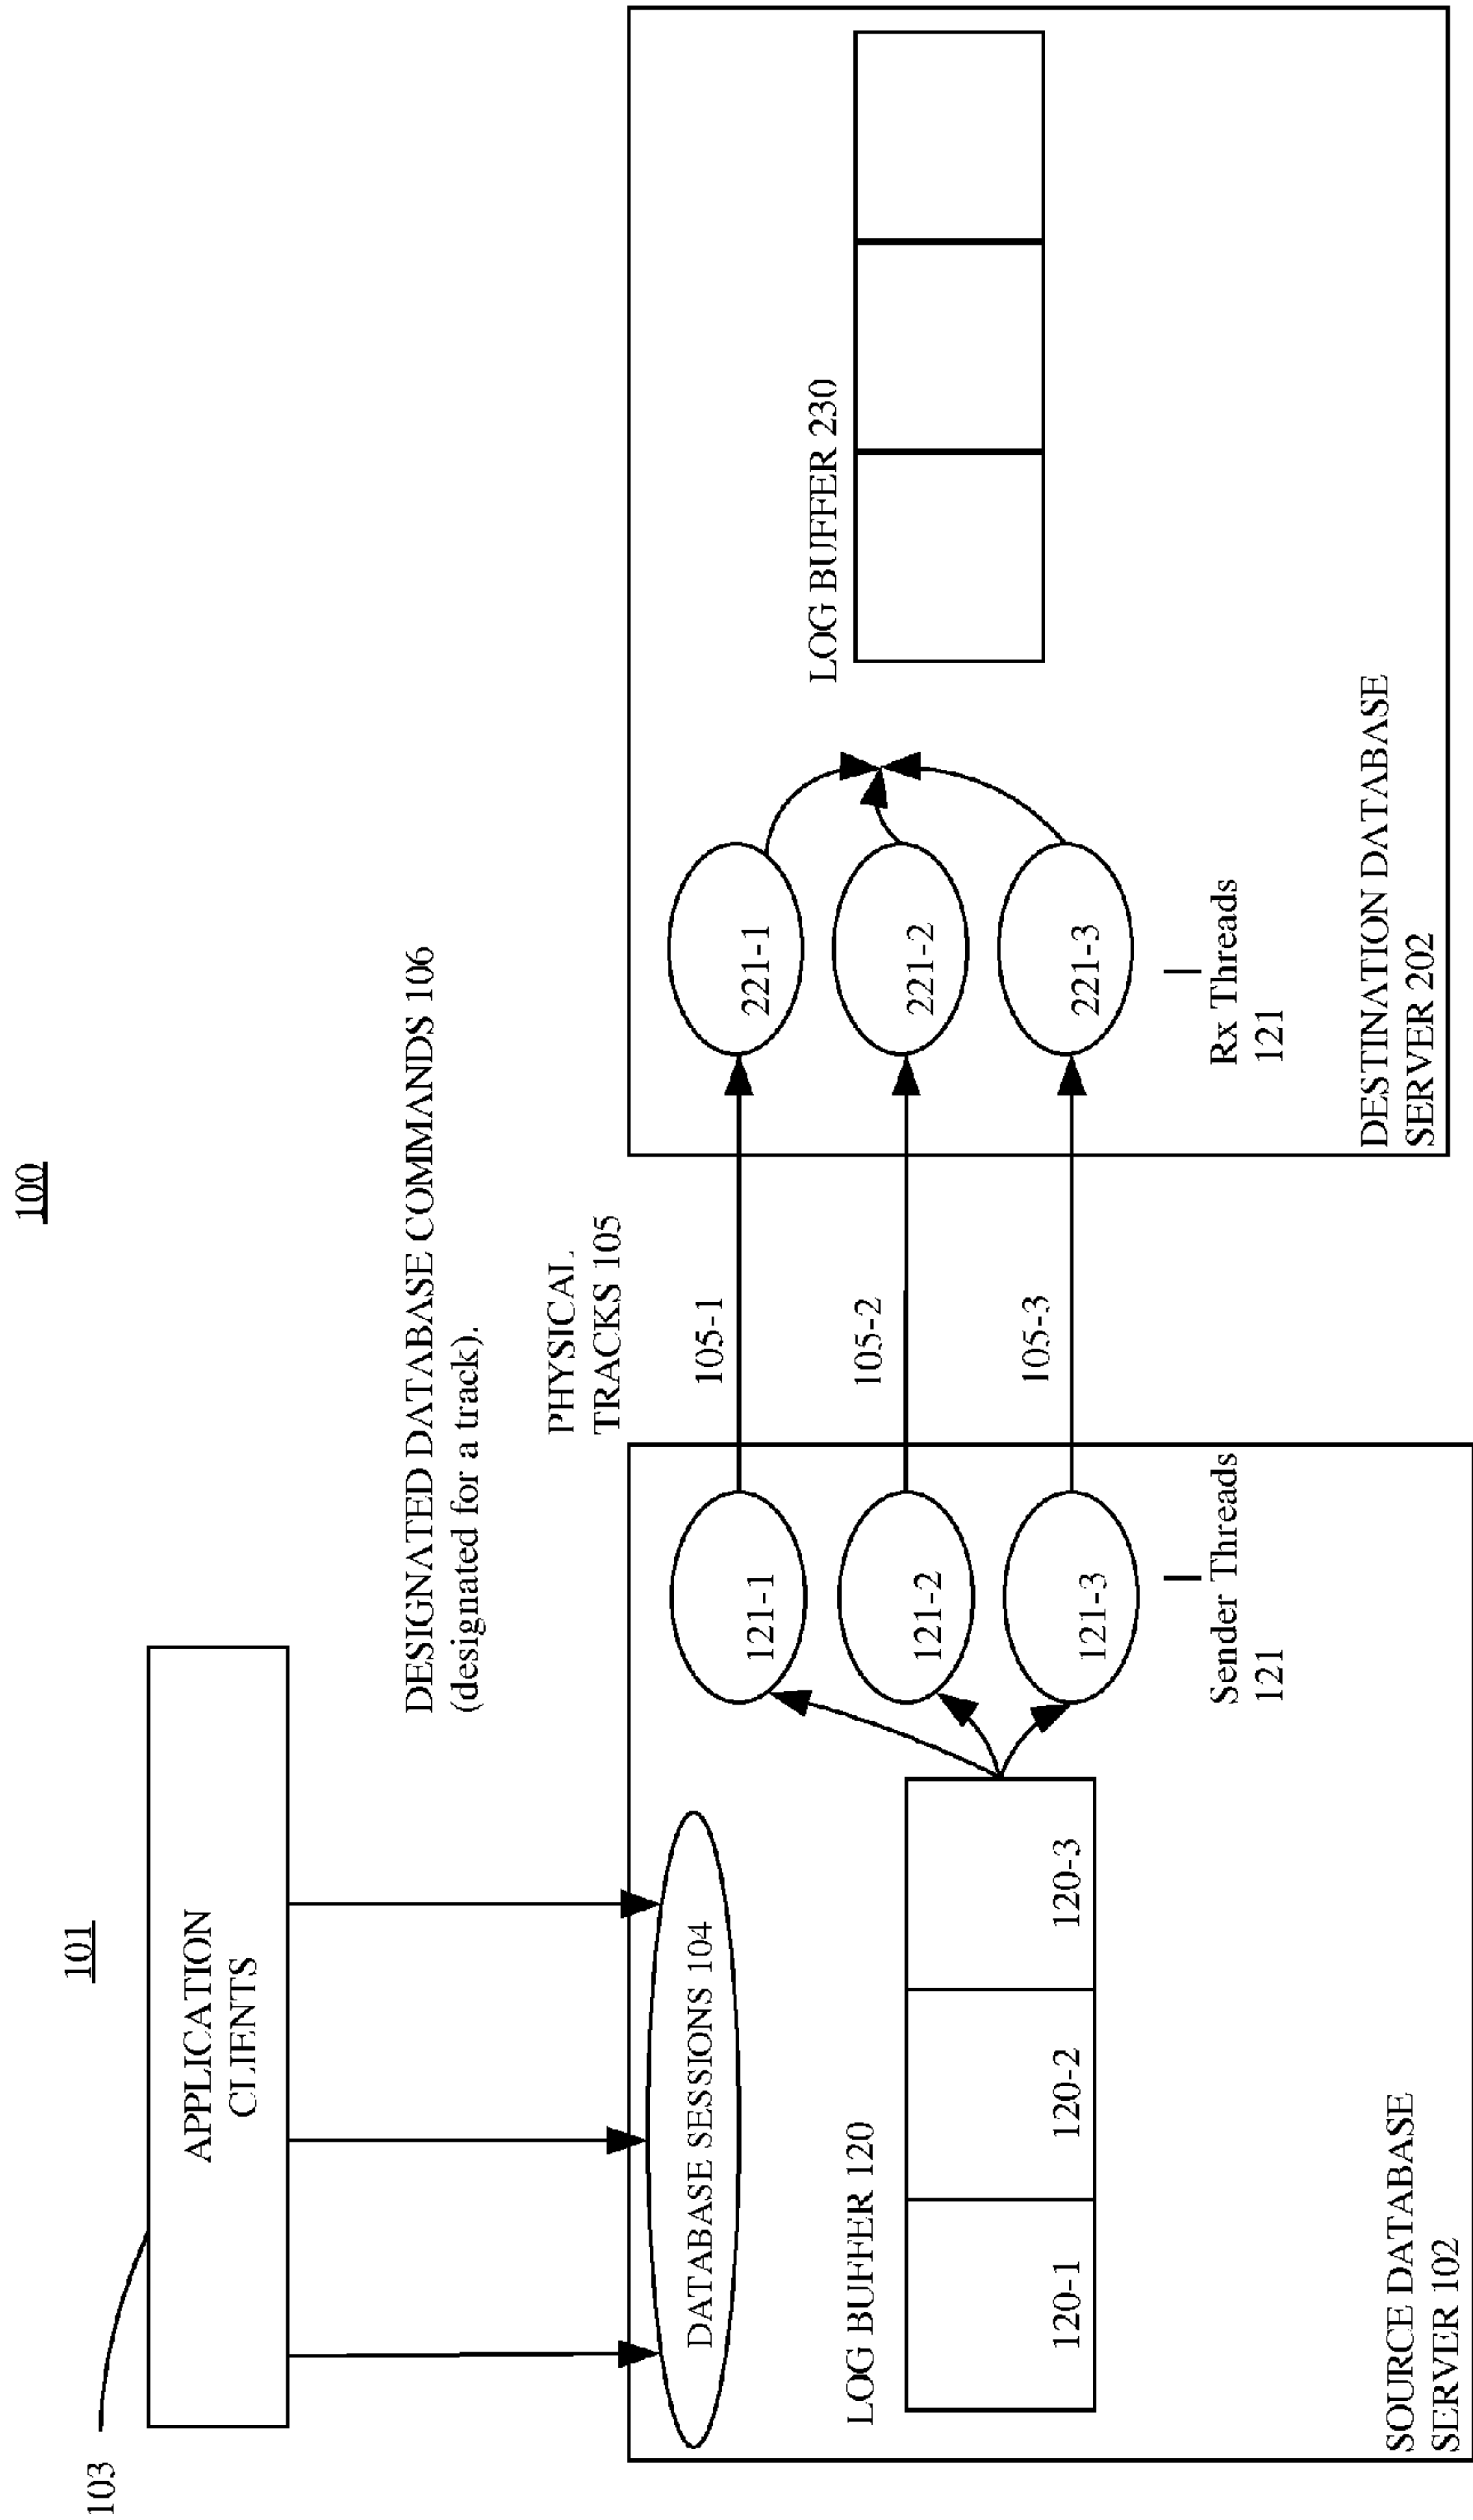 100
101
103
APPLICATION
CLIENTS
DESIGNATED DATABASE COMMANDS 106
(designated for a track).
PHYSICAL
TRACKS 105
DATABASE SESSIONS 104
LOG BUFFER 120
120-1
120-2
120-3
121-1
121-2
121-3
Sender Threads
121
SOURCE DATABASE
SERVER 102
105-1
105-2
105-3
221-1
221-2
221-3
Rx Threads
121
LOG BUFFER 230
DESTINATION DATABASE
SERVER 202